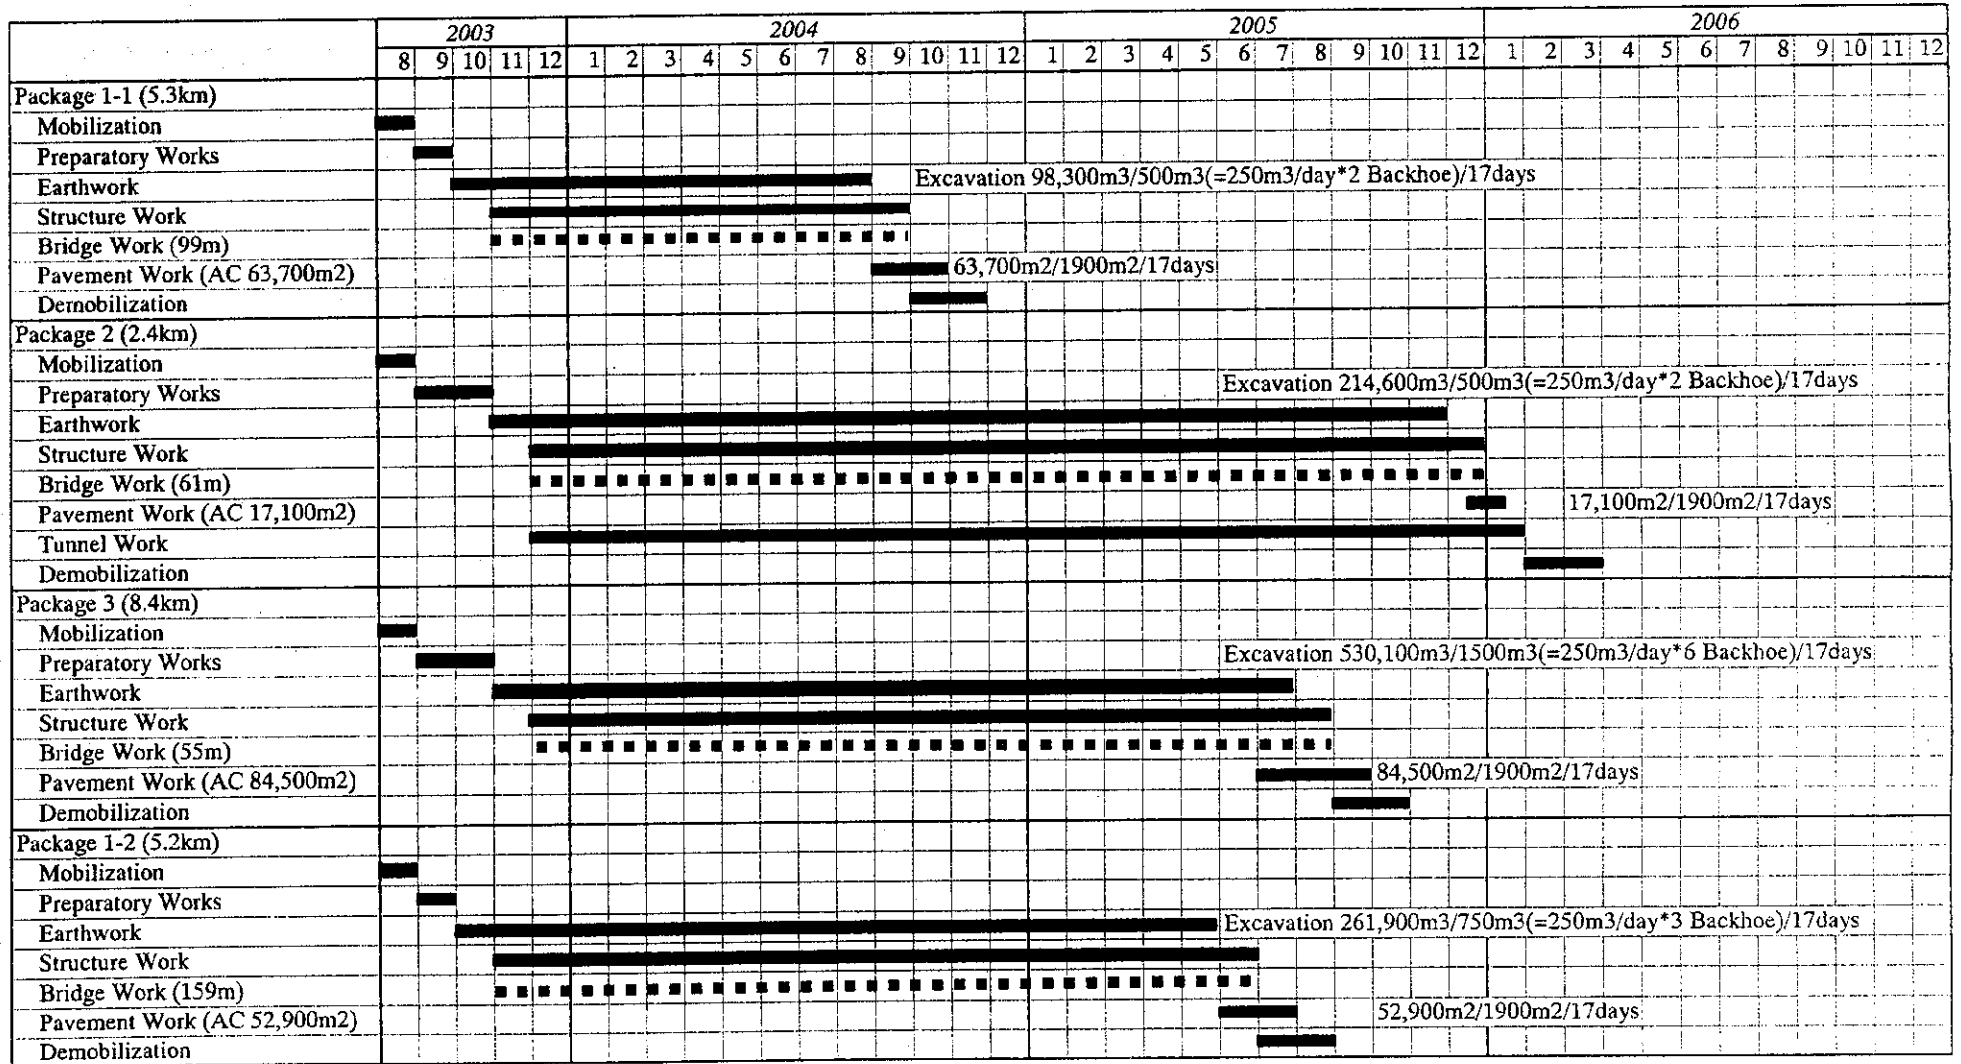 2003 2004 2005 2006
8 9 10 11 12 1 2 3 4 5 6 7 8 9 10 11 12 1 2 3 4 5 6 7 8 9 10 11 12 1 2 3 4 5 6 7 8 9 10 11 12
Package 1-1 (5.3km)
Mobilization
Preparatory Works
Earthwork Excavation 98,300m3/500m3(=250m3/day*2 Backhoe)/17days
Structure Work
Bridge Work (99m)
Pavement Work (AC 63,700m2) 63,700m2/1900m2/17days
Demobilization
Package 2 (2.4km)
Mobilization
Preparatory Works Excavation 214,600m3/500m3(=250m3/day*2 Backhoe)/17days
Earthwork
Structure Work
Bridge Work (61m)
Pavement Work (AC 17,100m2) 17,100m2/1900m2/17days
Tunnel Work
Demobilization
Package 3 (8.4km)
Mobilization
Preparatory Works Excavation 530,100m3/1500m3(=250m3/day*6 Backhoe)/17days
Earthwork
Structure Work
Bridge Work (55m)
Pavement Work (AC 84,500m2) 84,500m2/1900m2/17days
Demobilization
Package 1-2 (5.2km)
Mobilization
Preparatory Works
Earthwork Excavation 261,900m3/750m3(=250m3/day*3 Backhoe)/17days
Structure Work
Bridge Work (159m)
Pavement Work (AC 52,900m2) 52,900m2/1900m2/17days
Demobilization